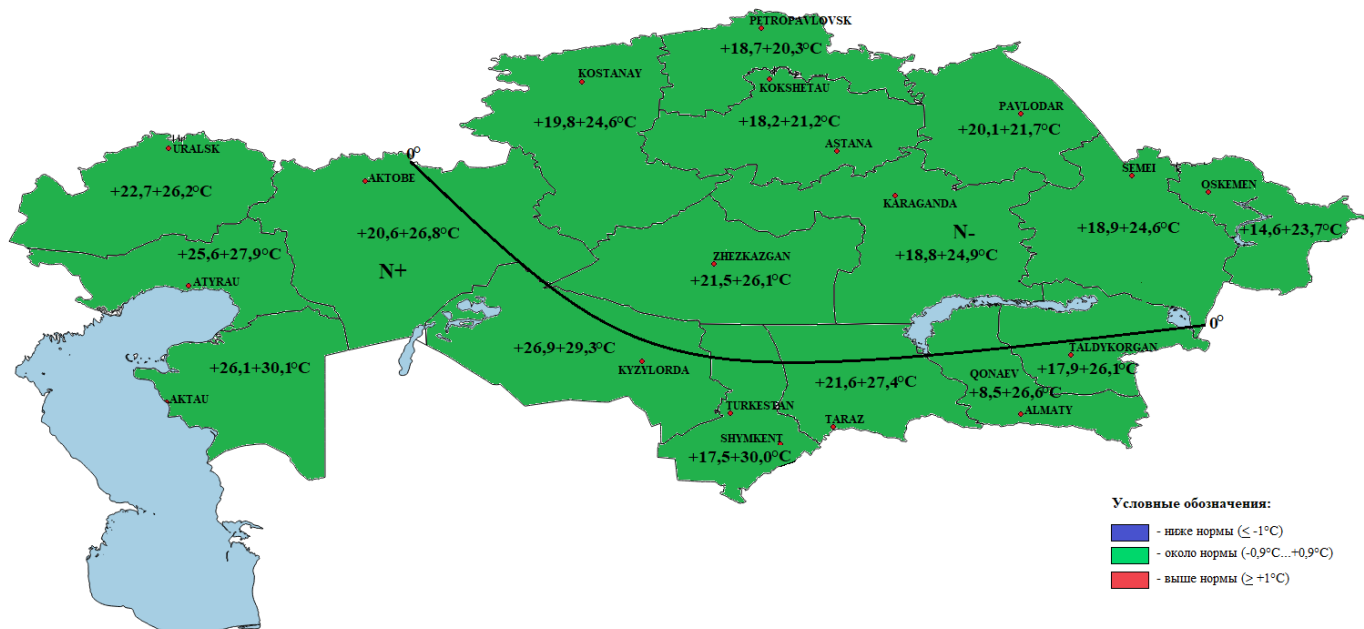 PETROPAVLOVSK
+18,7+20,3°C
KOSTANAY
KOKSHETAU
PAVLODAR
+19,8+24,6°C
+18,2+21,2°C
+20,1+21,7°C
ASTANA
URALSK
0°
AKTOBE
SEMEI
OSKEMEN
+22,7+26,2°C
KARAGANDA
+20,6+26,8°C
N-
+18,9+24,6°C
+14,6+23,7°C
+25,6+27,9°C
+18,8+24,9°C
ZHEZKAZGAN
N+
+21,5+26,1°C
ATYRAU
0°
+26,9+29,3°C
TALDYKORGAN
+26,1+30,1°C
KYZYLORDA
+17,9+26,1°C
QONAEV
+21,6+27,4°C
+8,5+26,6°C
AKTAU
TURKESTAN
ALMATY
TARAZ
SHYMKENT
+17,5+30,0°C
Условные обозначения:
- ниже нормы (≤ -1°C)
- около нормы (-0,9°C...+0,9°C)
- выше нормы (≥ +1°C)